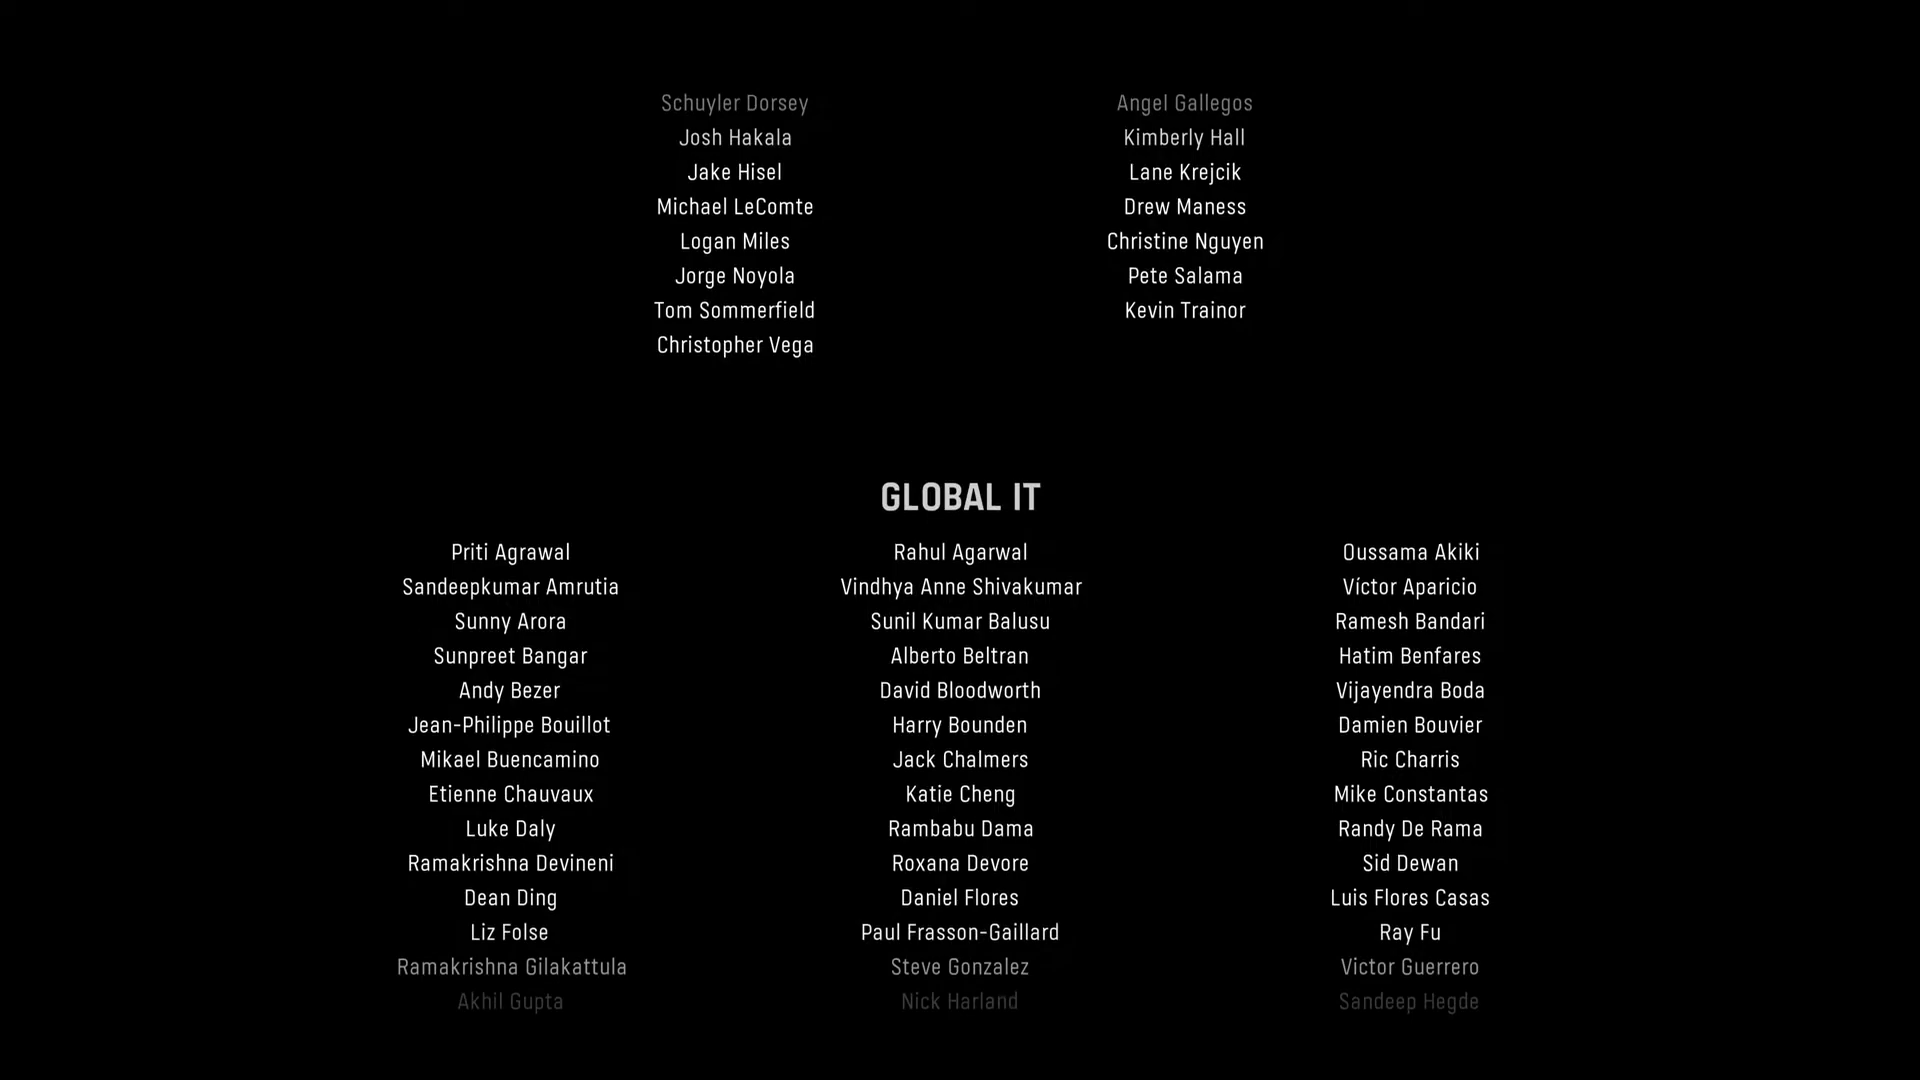 Schuyler Dorsey Angel Gallegos
Josh Hakala Kimberly Hall
Jake Hisel Lane Krejcik
Michael LeComte Drew Maness
Logan Miles Christine Nguyen
Jorge Noyola Pete Salama
Tom Sommerfield Kevin Trainor
Christopher Vega
GLOBAL IT
Priti Agrawal Rahul Agarwal Oussama Akiki
Sandeepkumar Amrutia Vindhya Anne Shivakumar Víctor Aparicio
Sunny Arora Sunil Kumar Balusu Ramesh Bandari
Sunpreet Bangar Alberto Beltran Hatim Benfares
Andy Bezer David Bloodworth Vijayendra Boda
Jean-Philippe Bouillot Harry Bounden Damien Bouvier
Mikael Buencamino Jack Chalmers Ric Charris
Etienne Chauvaux Katie Cheng Mike Constantas
Luke Daly Rambabu Dama Randy De Rama
Ramakrishna Devineni Roxana Devore Sid Dewan
Dean Ding Daniel Flores Luis Flores Casas
Liz Folse Paul Frasson-Gaillard Ray Fu
Ramakrishna Gilakattula Steve Gonzalez Victor Guerrero
Akhil Gupta Nick Harland Sandeep Hegde